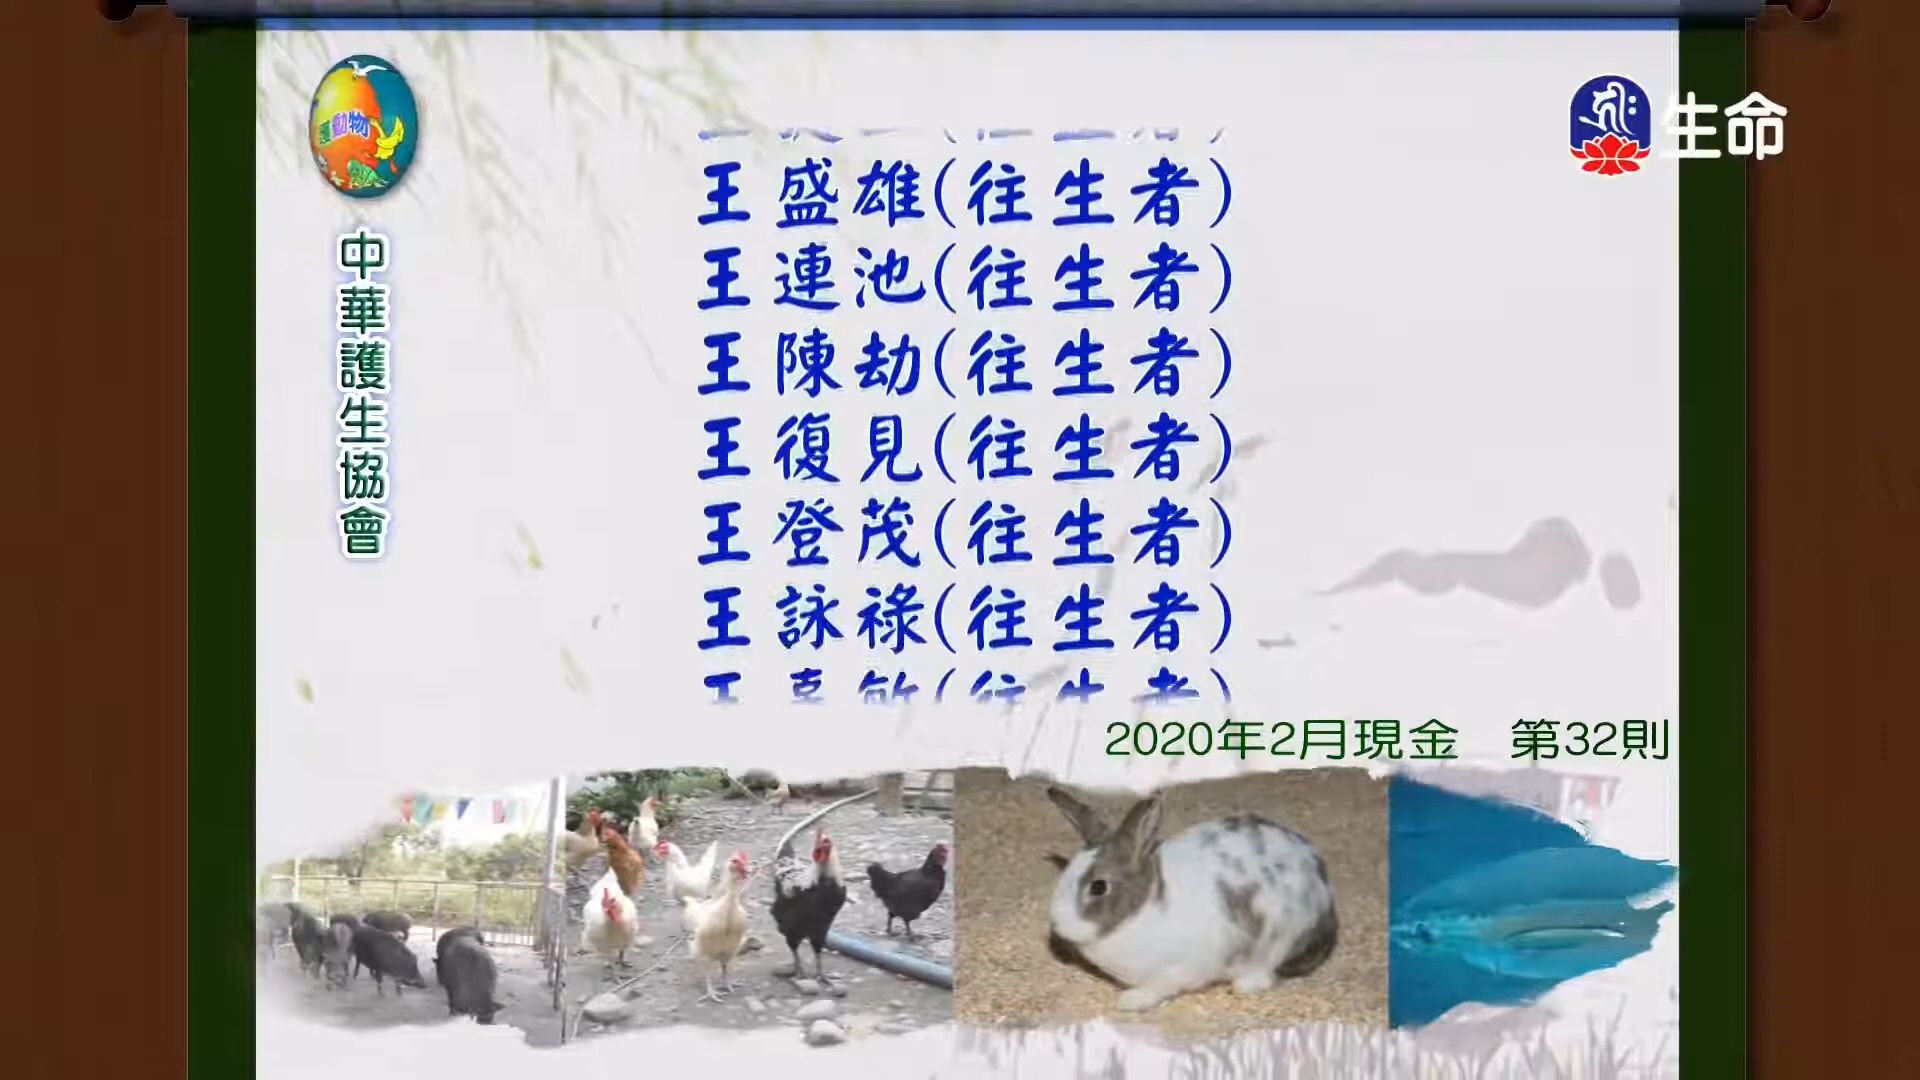 護動物
生命
中華護生協會
王盛雄(往生者)
王連池(往生者)
王陳劫(往生者)
王復見(往生者)
王登茂(往生者)
王詠祿(往生者)
2020年2月現金 第32則